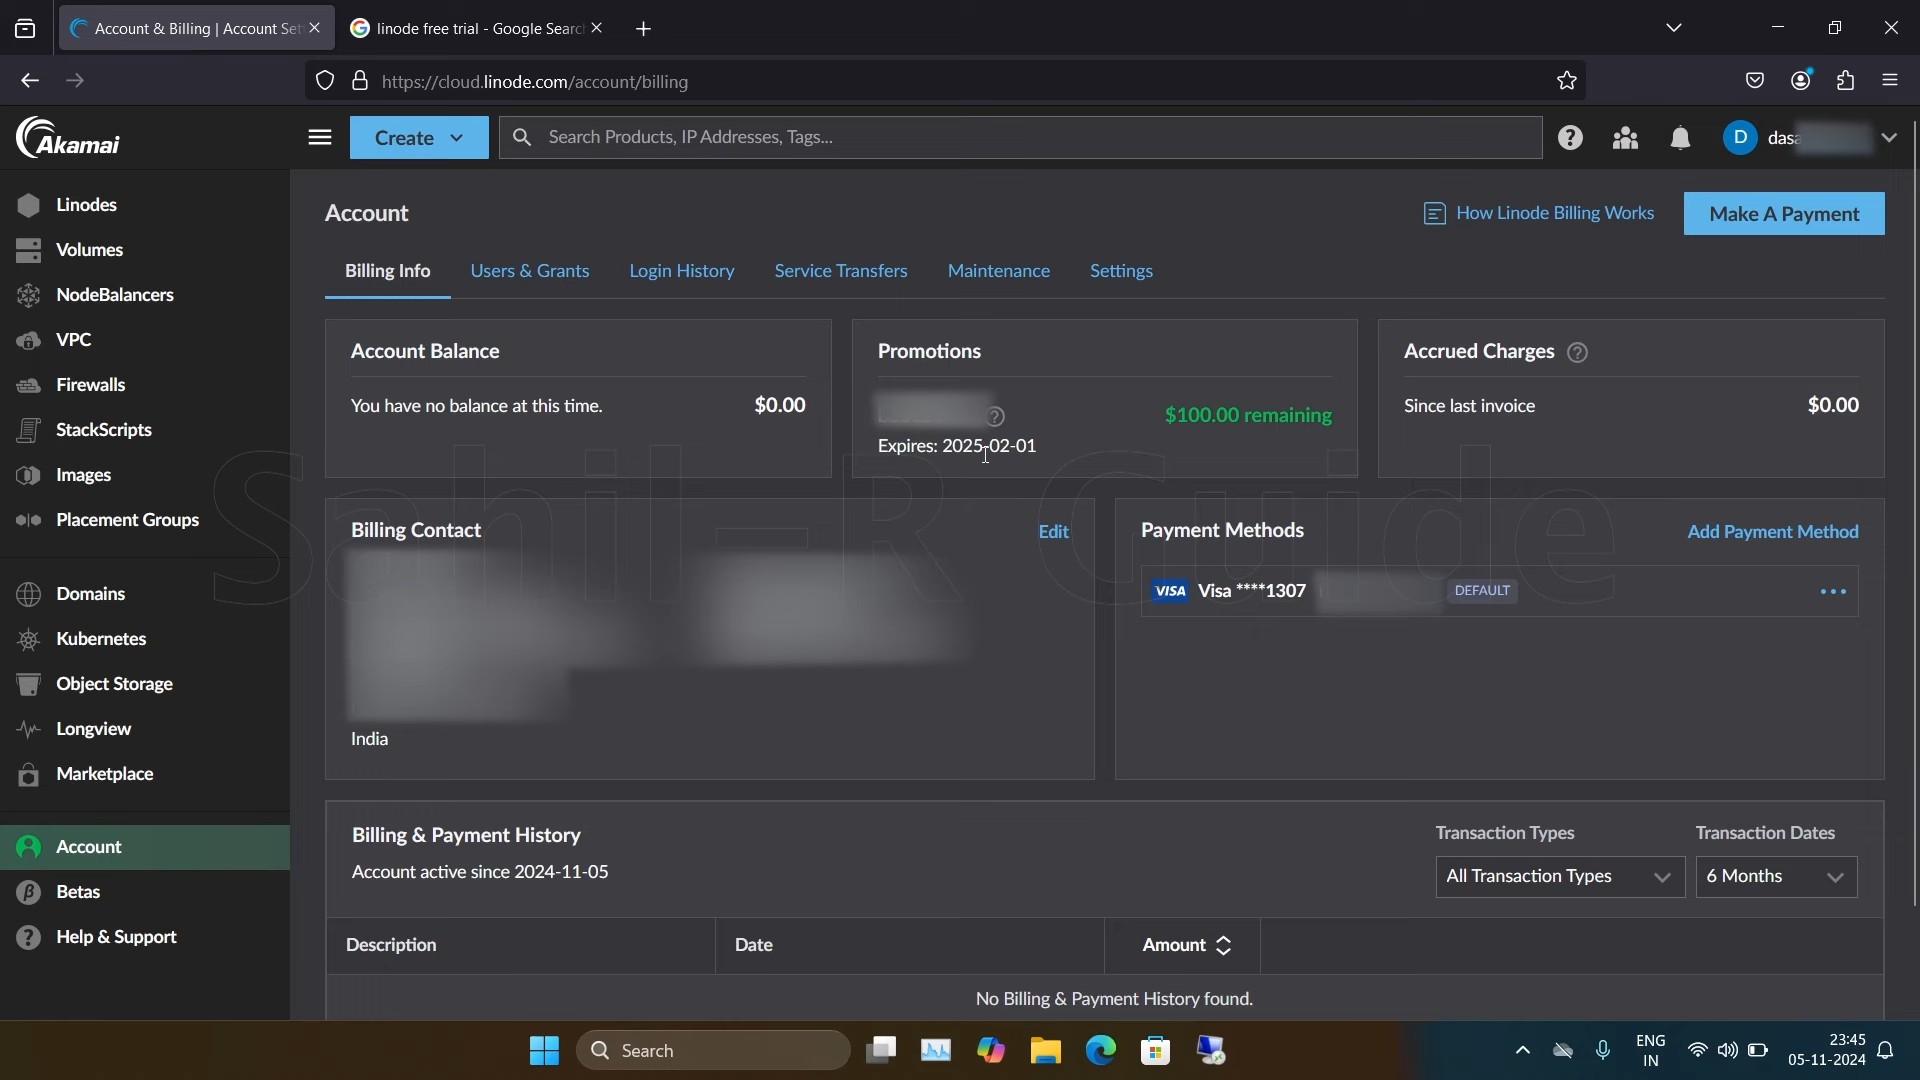 Account & Billing | Account Set
linode free trial - Google Search
https://cloud.linode.com/account/billing
Akamai
Create
Search Products, IP Addresses, Tags...
D
dasa
Linodes
Volumes
NodeBalancers
VPC
Firewalls
StackScripts
Images
Placement Groups
Domains
Kubernetes
Object Storage
Longview
Marketplace
Account
Betas
Help & Support
Account
How Linode Billing Works
Make A Payment
Billing Info
Users & Grants
Login History
Service Transfers
Maintenance
Settings
Account Balance
You have no balance at this time.
$0.00
Promotions
$100.00 remaining
Expires: 2025-02-01
Accrued Charges
Since last invoice
$0.00
Sahil-R Guide
Billing Contact
Edit
India
Payment Methods
Add Payment Method
VISA
Visa ****1307
DEFAULT
Billing & Payment History
Account active since 2024-11-05
Transaction Types
All Transaction Types
Transaction Dates
6 Months
Description
Date
Amount
No Billing & Payment History found.
Search
ENG
IN
23:45
05-11-2024